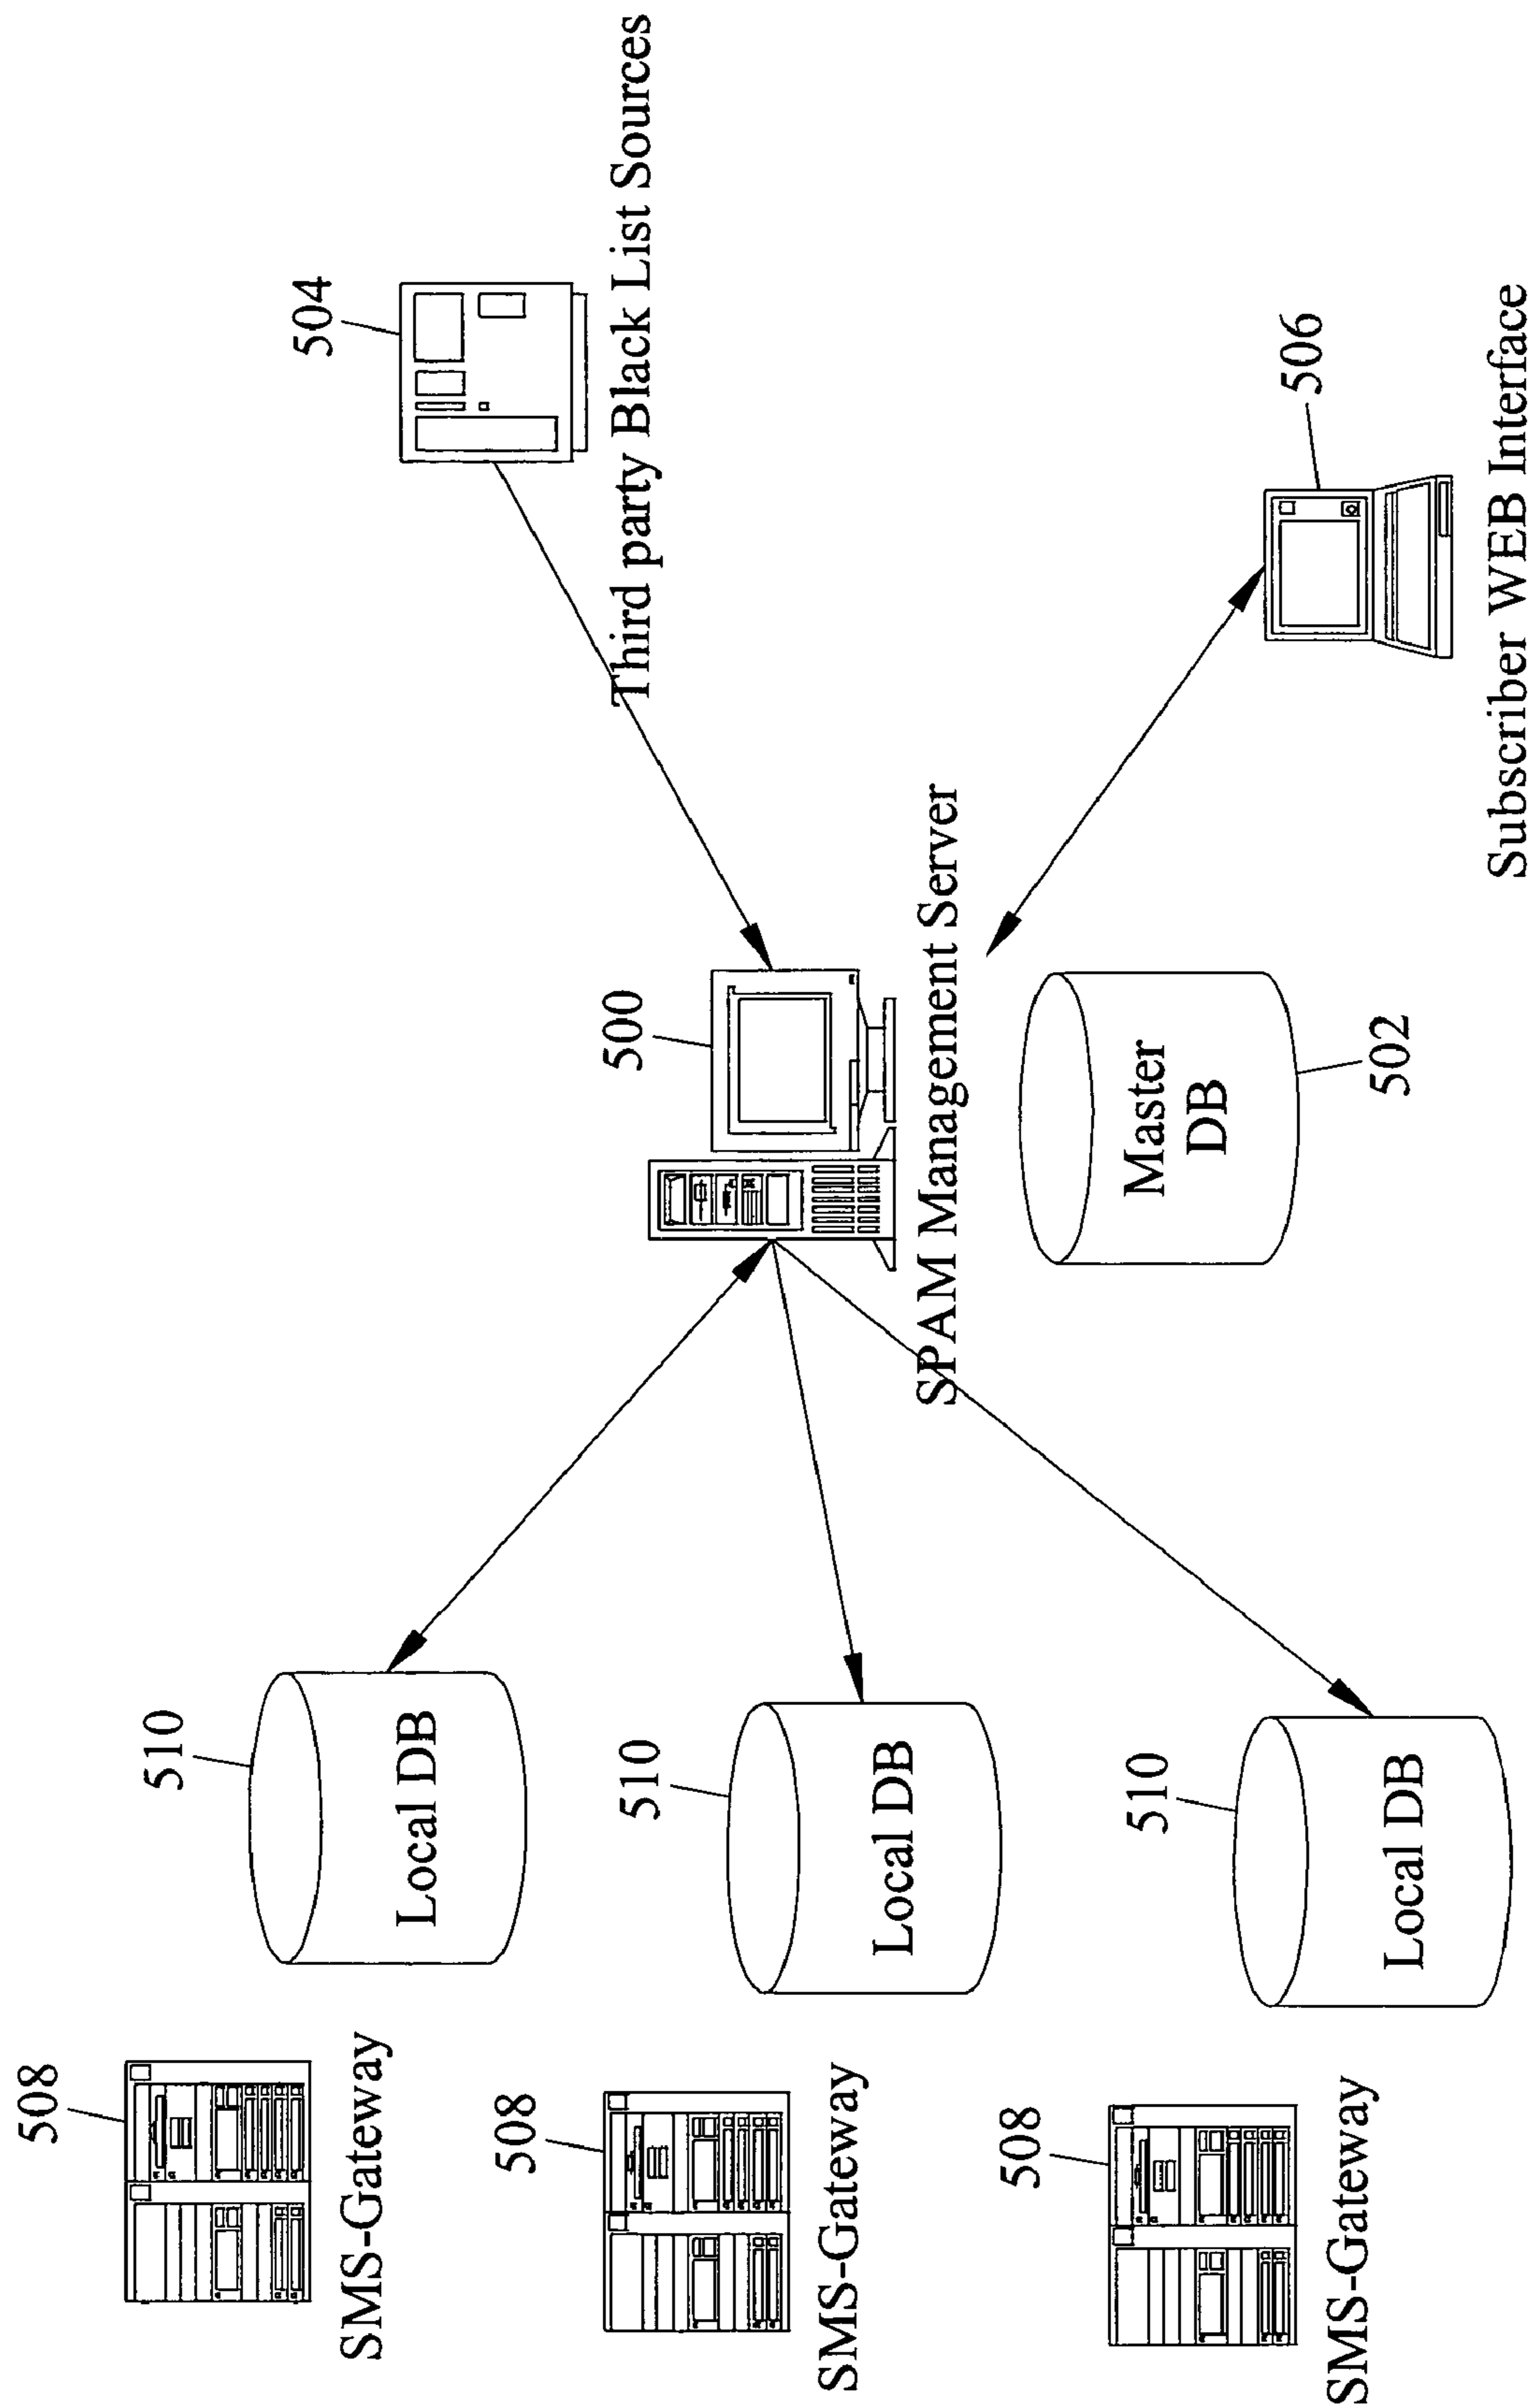 508
SMS-Gateway
510
Local DB
508
SMS-Gateway
510
Local DB
508
SMS-Gateway
510
Local DB
500
SPAM Management Server
Master
DB
502
504
Third party Black List Sources
506
Subscriber WEB Interface